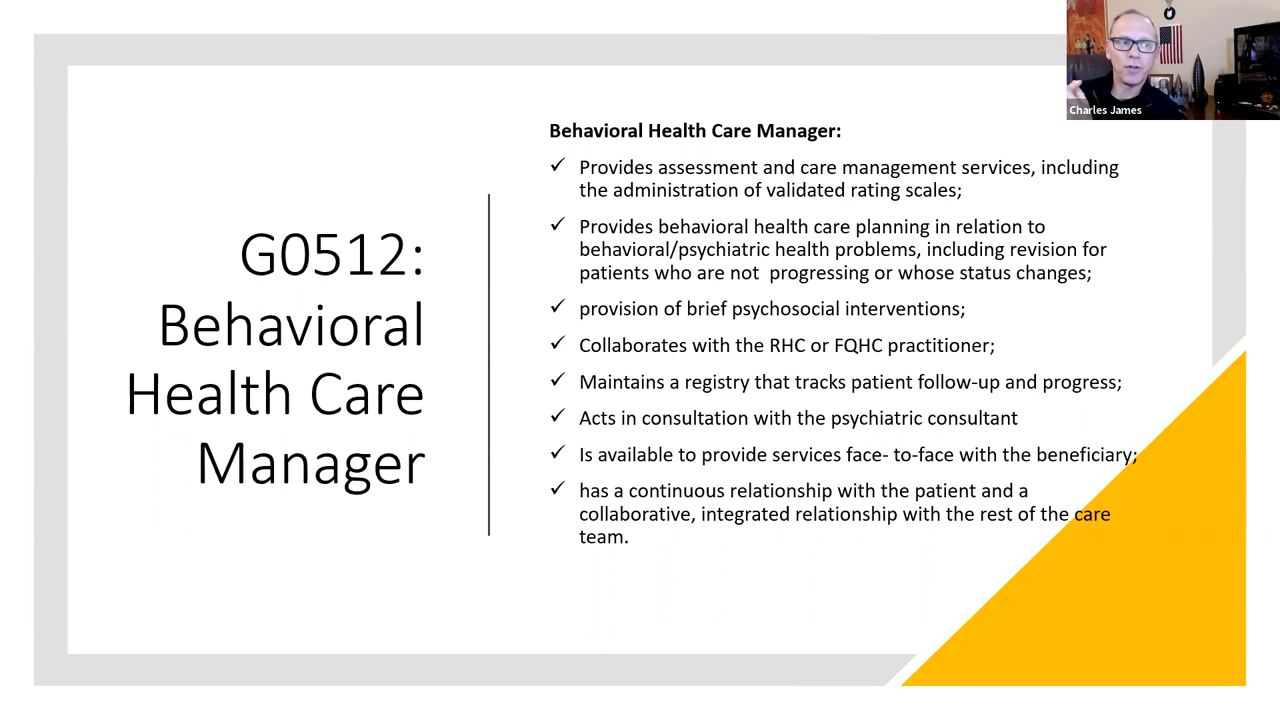 Charles James
G0512:
Behavioral
Health Care
Manager
Behavioral Health Care Manager:
✓ Provides assessment and care management services, including
the administration of validated rating scales;
✓ Provides behavioral health care planning in relation to
behavioral/psychiatric health problems, including revision for
patients who are not  progressing or whose status changes;
✓ provision of brief psychosocial interventions;
✓ Collaborates with the RHC or FQHC practitioner;
✓ Maintains a registry that tracks patient follow-up and progress;
✓ Acts in consultation with the psychiatric consultant
✓ Is available to provide services face- to-face with the beneficiary;
✓ has a continuous relationship with the patient and a
collaborative, integrated relationship with the rest of the care
team.